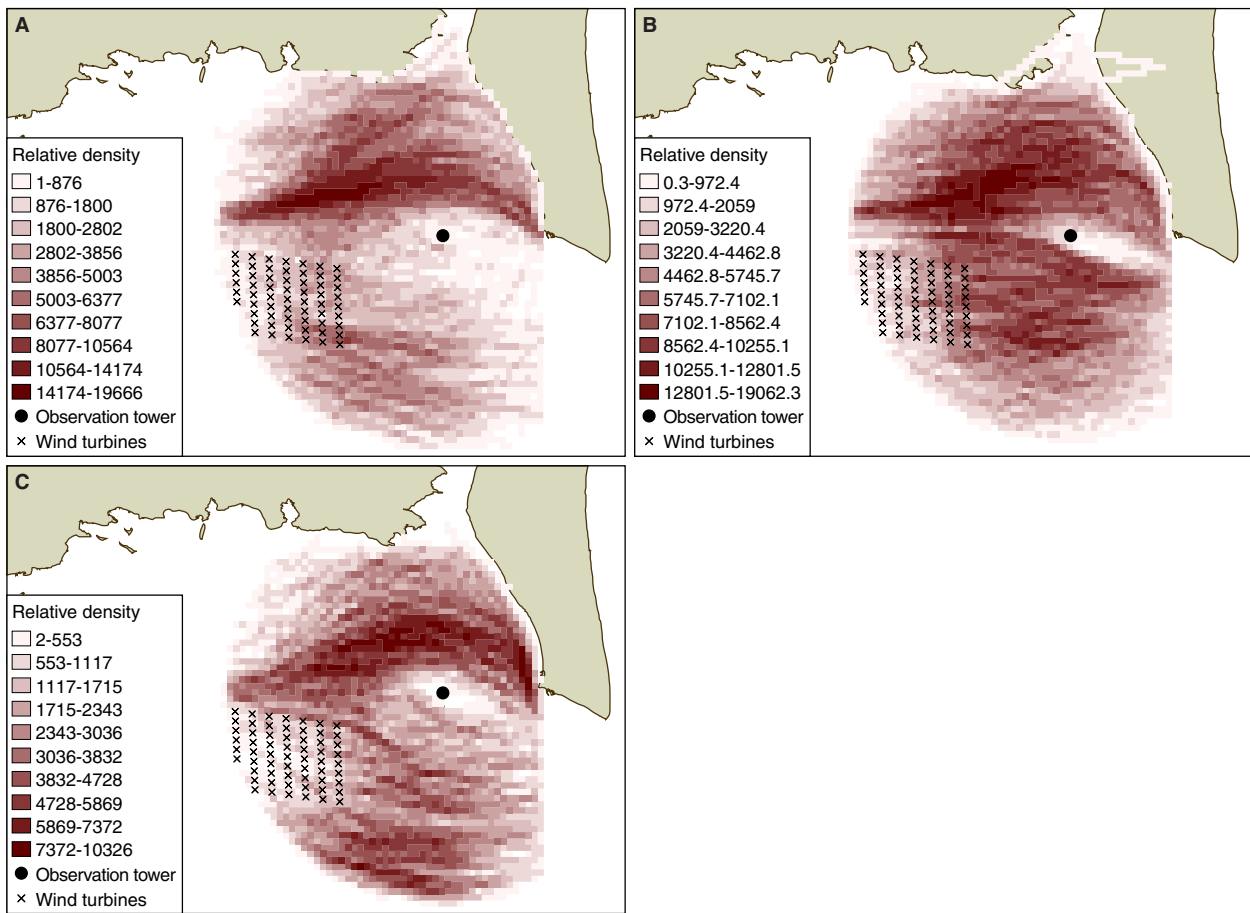 A
Relative density
1-876
876-1800
1800-2802
2802-3856
3856-5003
5003-6377
6377-8077
8077-10564
10564-14174
14174-19666
Observation tower
Wind turbines
B
Relative density
0.3-972.4
972.4-2059
2059-3220.4
3220.4-4462.8
4462.8-5745.7
5745.7-7102.1
7102.1-8562.4
8562.4-10255.1
10255.1-12801.5
12801.5-19062.3
Observation tower
Wind turbines
C
Relative density
2-553
553-1117
1117-1715
1715-2343
2343-3036
3036-3832
3832-4728
4728-5869
5869-7372
7372-10326
Observation tower
Wind turbines